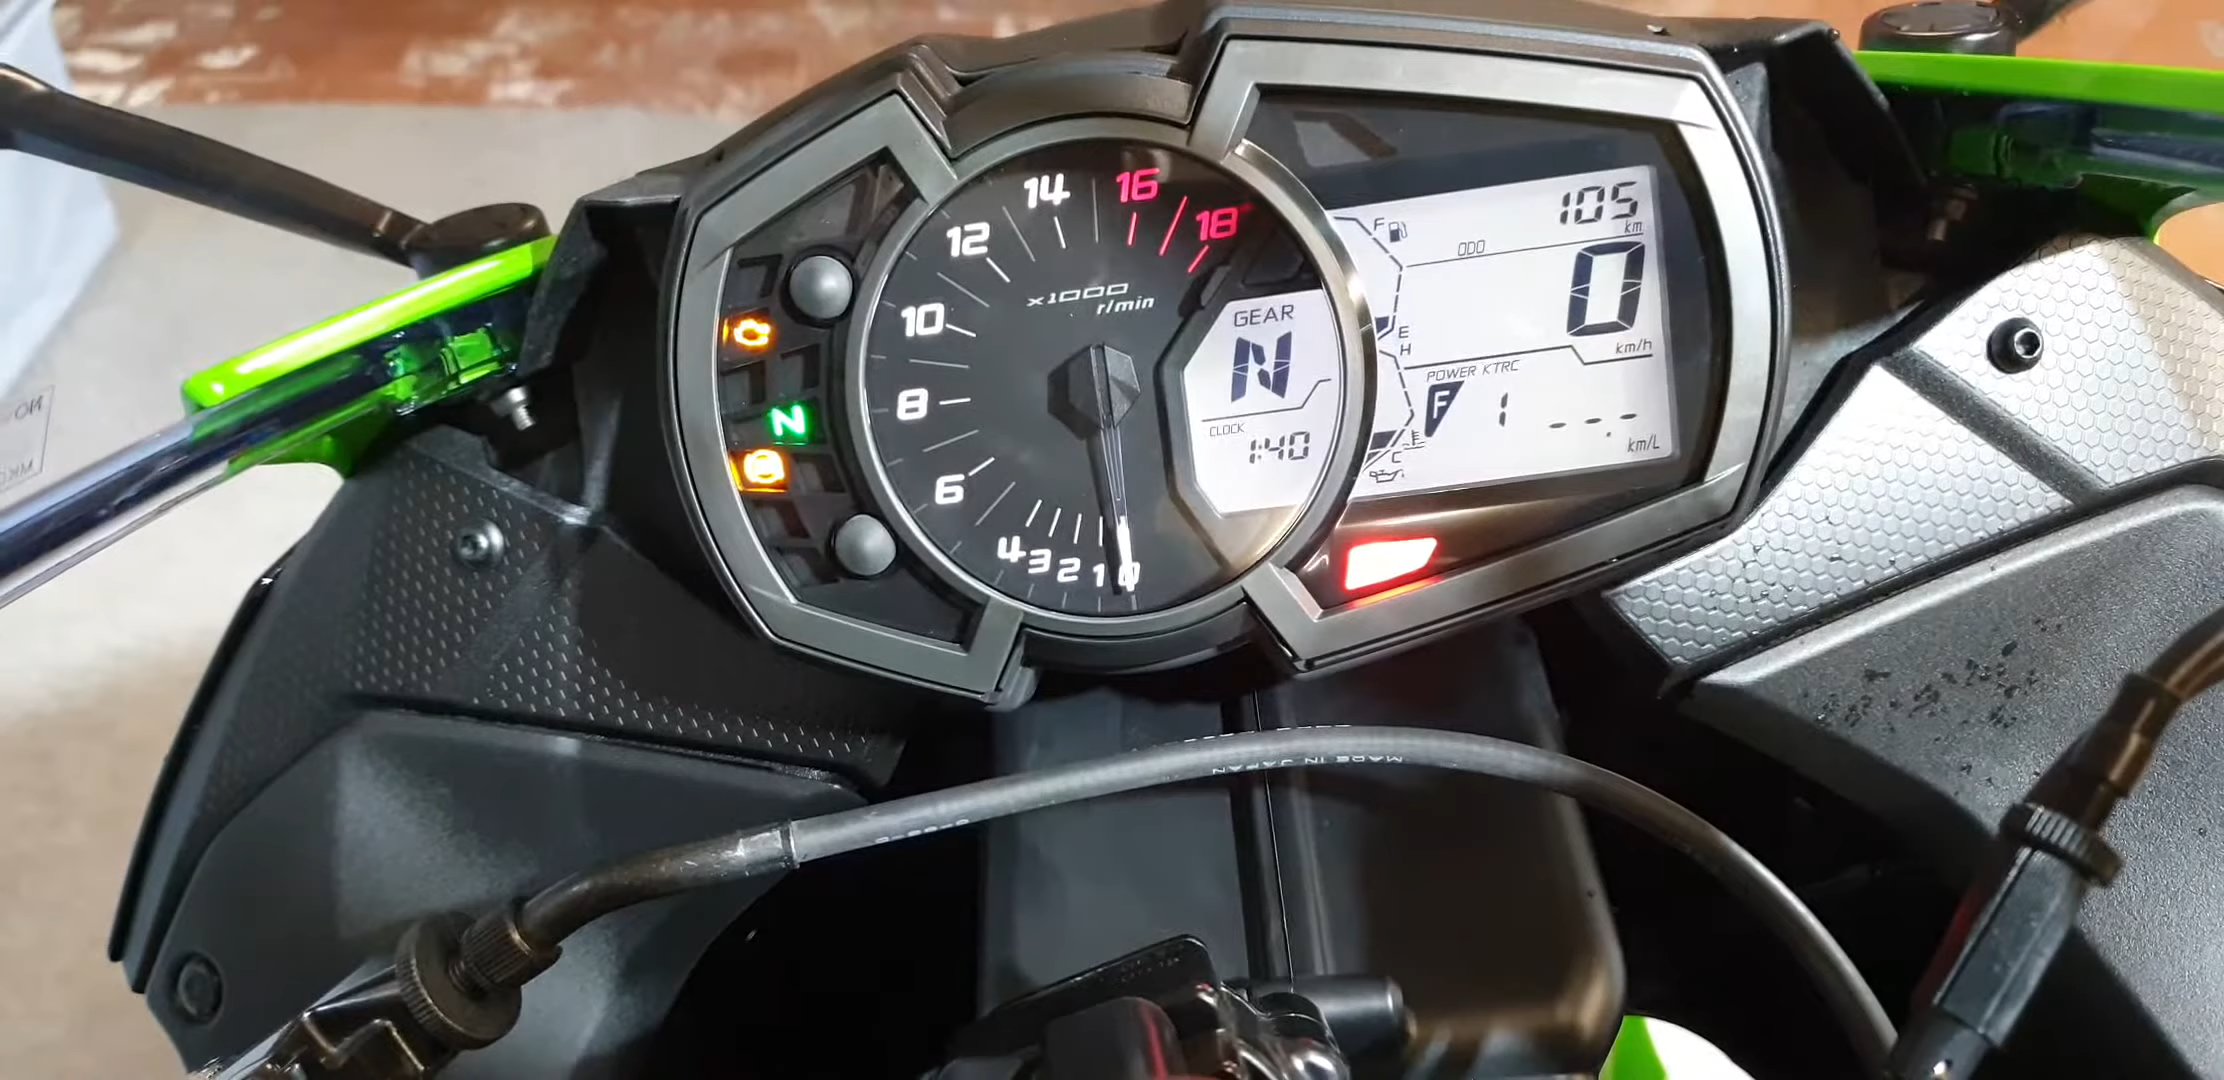 105
km
ODO
0
km/h
F
E
H
C
POWER KTRC
F 1 --.-
km/L
GEAR
N
CLOCK
1:40
x1000
r/min
0
1
2
3
4
6
8
10
12
14
16
18
N
MADE IN JAPAN